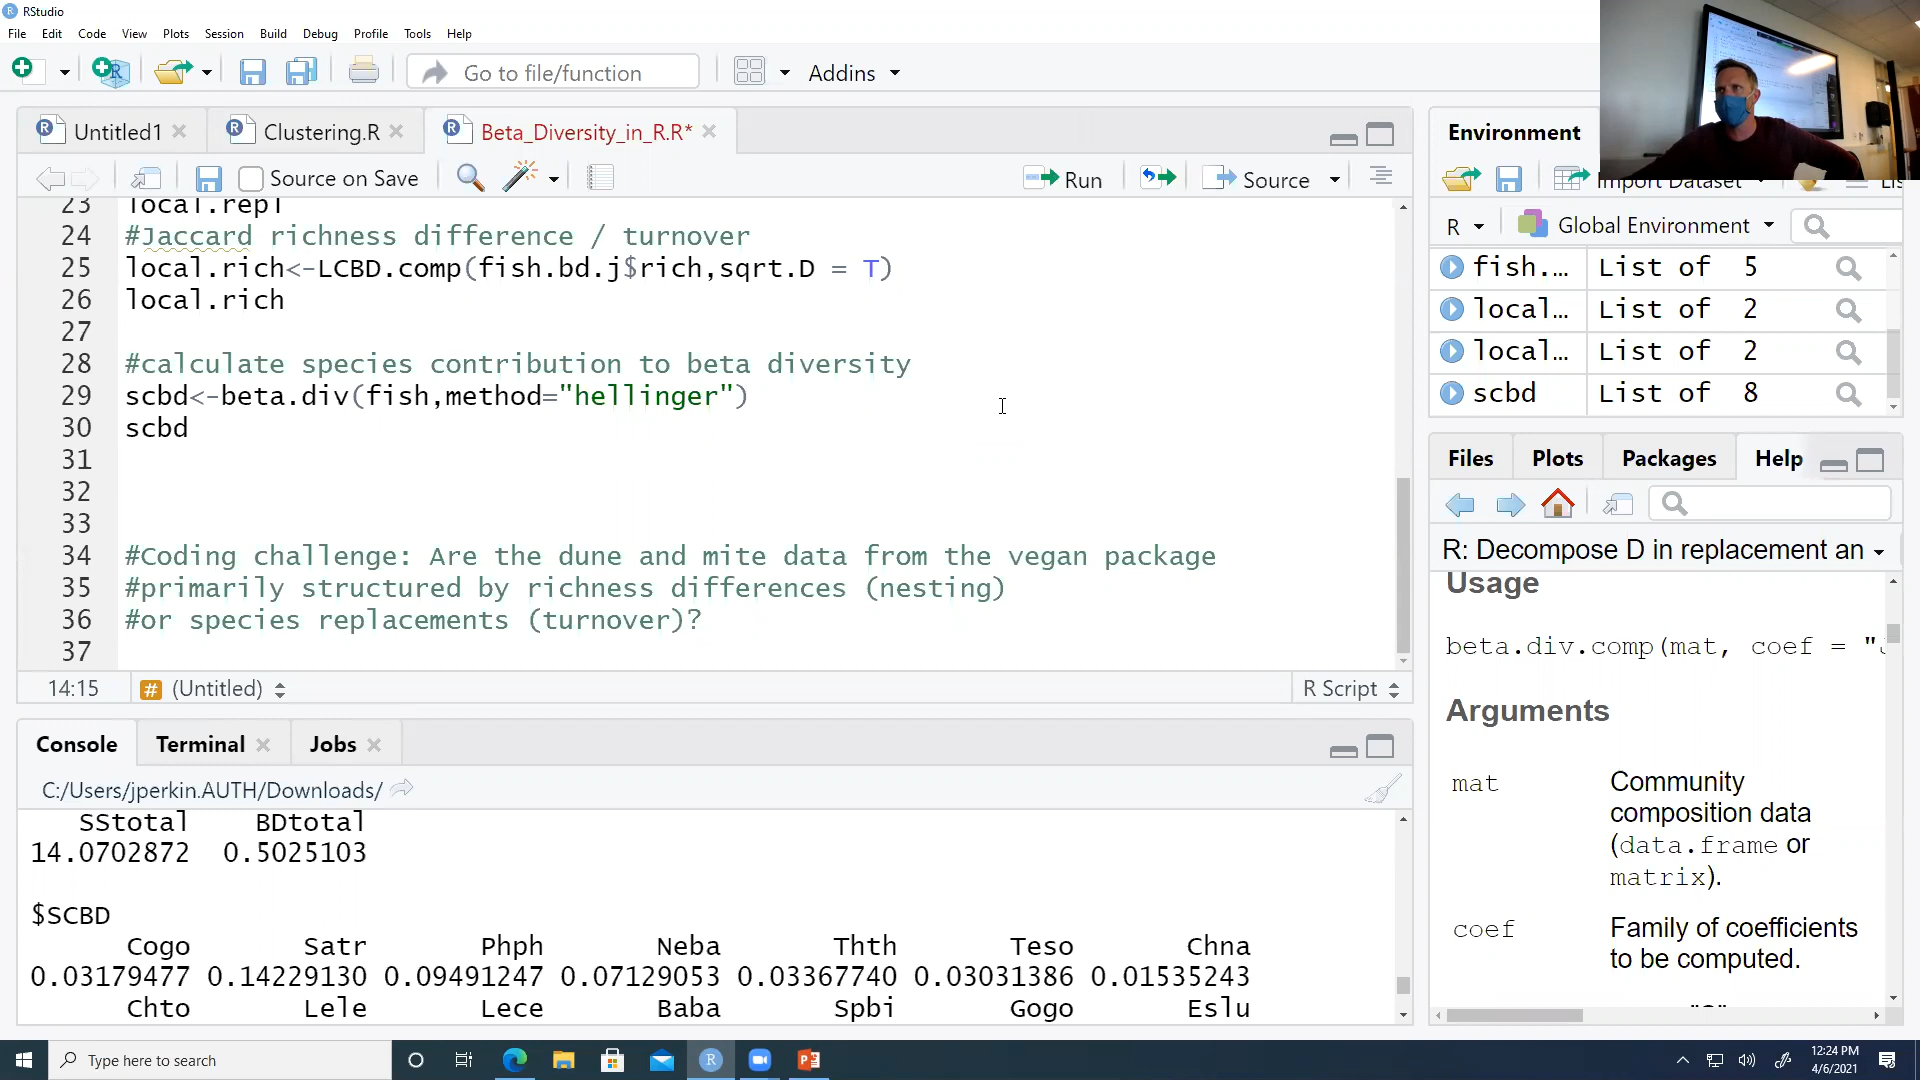 RStudio
File Edit Code View Plots Session Build Debug Profile Tools Help
Go to file/function Addins
Untitled1 Clustering.R Beta_Diversity_in_R.R*
Source on Save Run Source
23 local.repl
24 #Jaccard richness difference / turnover
25 local.rich<-LCBD.comp(fish.bd.j$rich,sqrt.D = T)
26 local.rich
27
28 #calculate species contribution to beta diversity
29 scbd<-beta.div(fish,method="hellinger")
30 scbd
31
32
33
34 #Coding challenge: Are the dune and mite data from the vegan package
35 #primarily structured by richness differences (nesting)
36 #or species replacements (turnover)?
37
14:15 # (Untitled) R Script
Console Terminal Jobs
C:/Users/jperkin.AUTH/Downloads/
SStotal BDtotal
14.0702872 0.5025103
$SCBD
Cogo Satr Phph Neba Thth Teso Chna
0.03179477 0.14229130 0.09491247 0.07129053 0.03367740 0.03031386 0.01535243
Chto Lele Lece Baba Spbi Gogo Eslu
Environment
Import Dataset
R Global Environment
fish.… List of 5
local… List of 2
local… List of 2
scbd List of 8
Files Plots Packages Help
R: Decompose D in replacement an
Usage
beta.div.comp(mat, coef = "
Arguments
mat Community
composition data
(data.frame or
matrix).
coef Family of coefficients
to be computed.
Type here to search
12:24 PM
4/6/2021